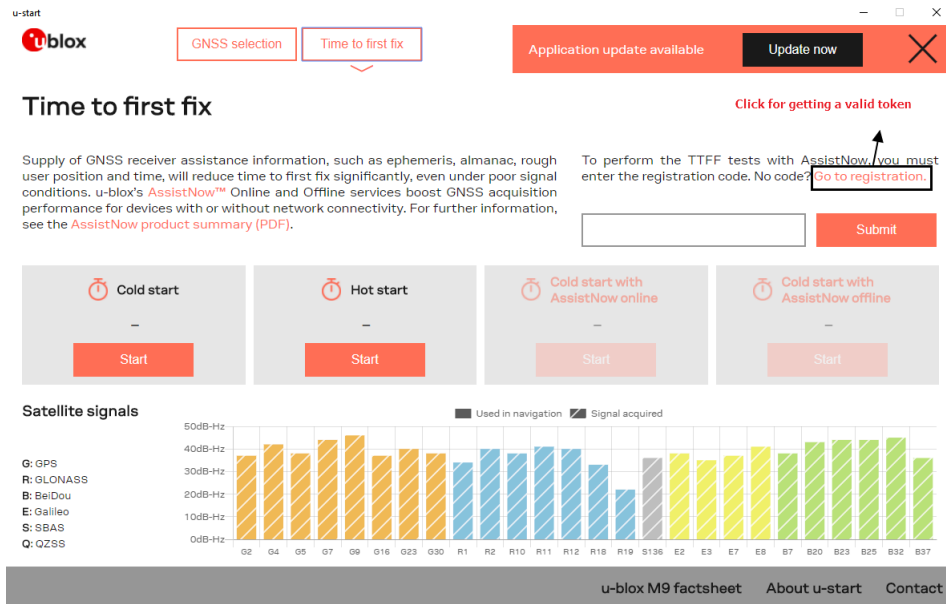 u-start
ublox
GNSS selection
Time to first fix
Application update available
Update now
Time to first fix
Click for getting a valid token
Supply of GNSS receiver assistance information, such as ephemeris, almanac, rough
user position and time, will reduce time to first fix significantly, even under poor signal
conditions. u-blox's AssistNow™ Online and Offline services boost GNSS acquisition
performance for devices with or without network connectivity. For further information,
see the AssistNow product summary (PDF).
To perform the TTFF tests with AssistNow, you must
enter the registration code. No code? Go to registration.
Submit
Cold start
–
Start
Hot start
–
Start
Cold start with
AssistNow online
–
Start
Cold start with
AssistNow offline
–
Start
Satellite signals
Used in navigation
Signal acquired
G: GPS
R: GLONASS
B: BeiDou
E: Galileo
S: SBAS
Q: QZSS
50dB-Hz
40dB-Hz
30dB-Hz
20dB-Hz
10dB-Hz
0dB-Hz
G2 G4 G5 G7 G9 G16 G23 G30 R1 R2 R10 R11 R12 R18 R19 S136 E2 E3 E7 E8 B7 B20 B23 B25 B32 B37
u-blox M9 factsheet
About u-start
Contact